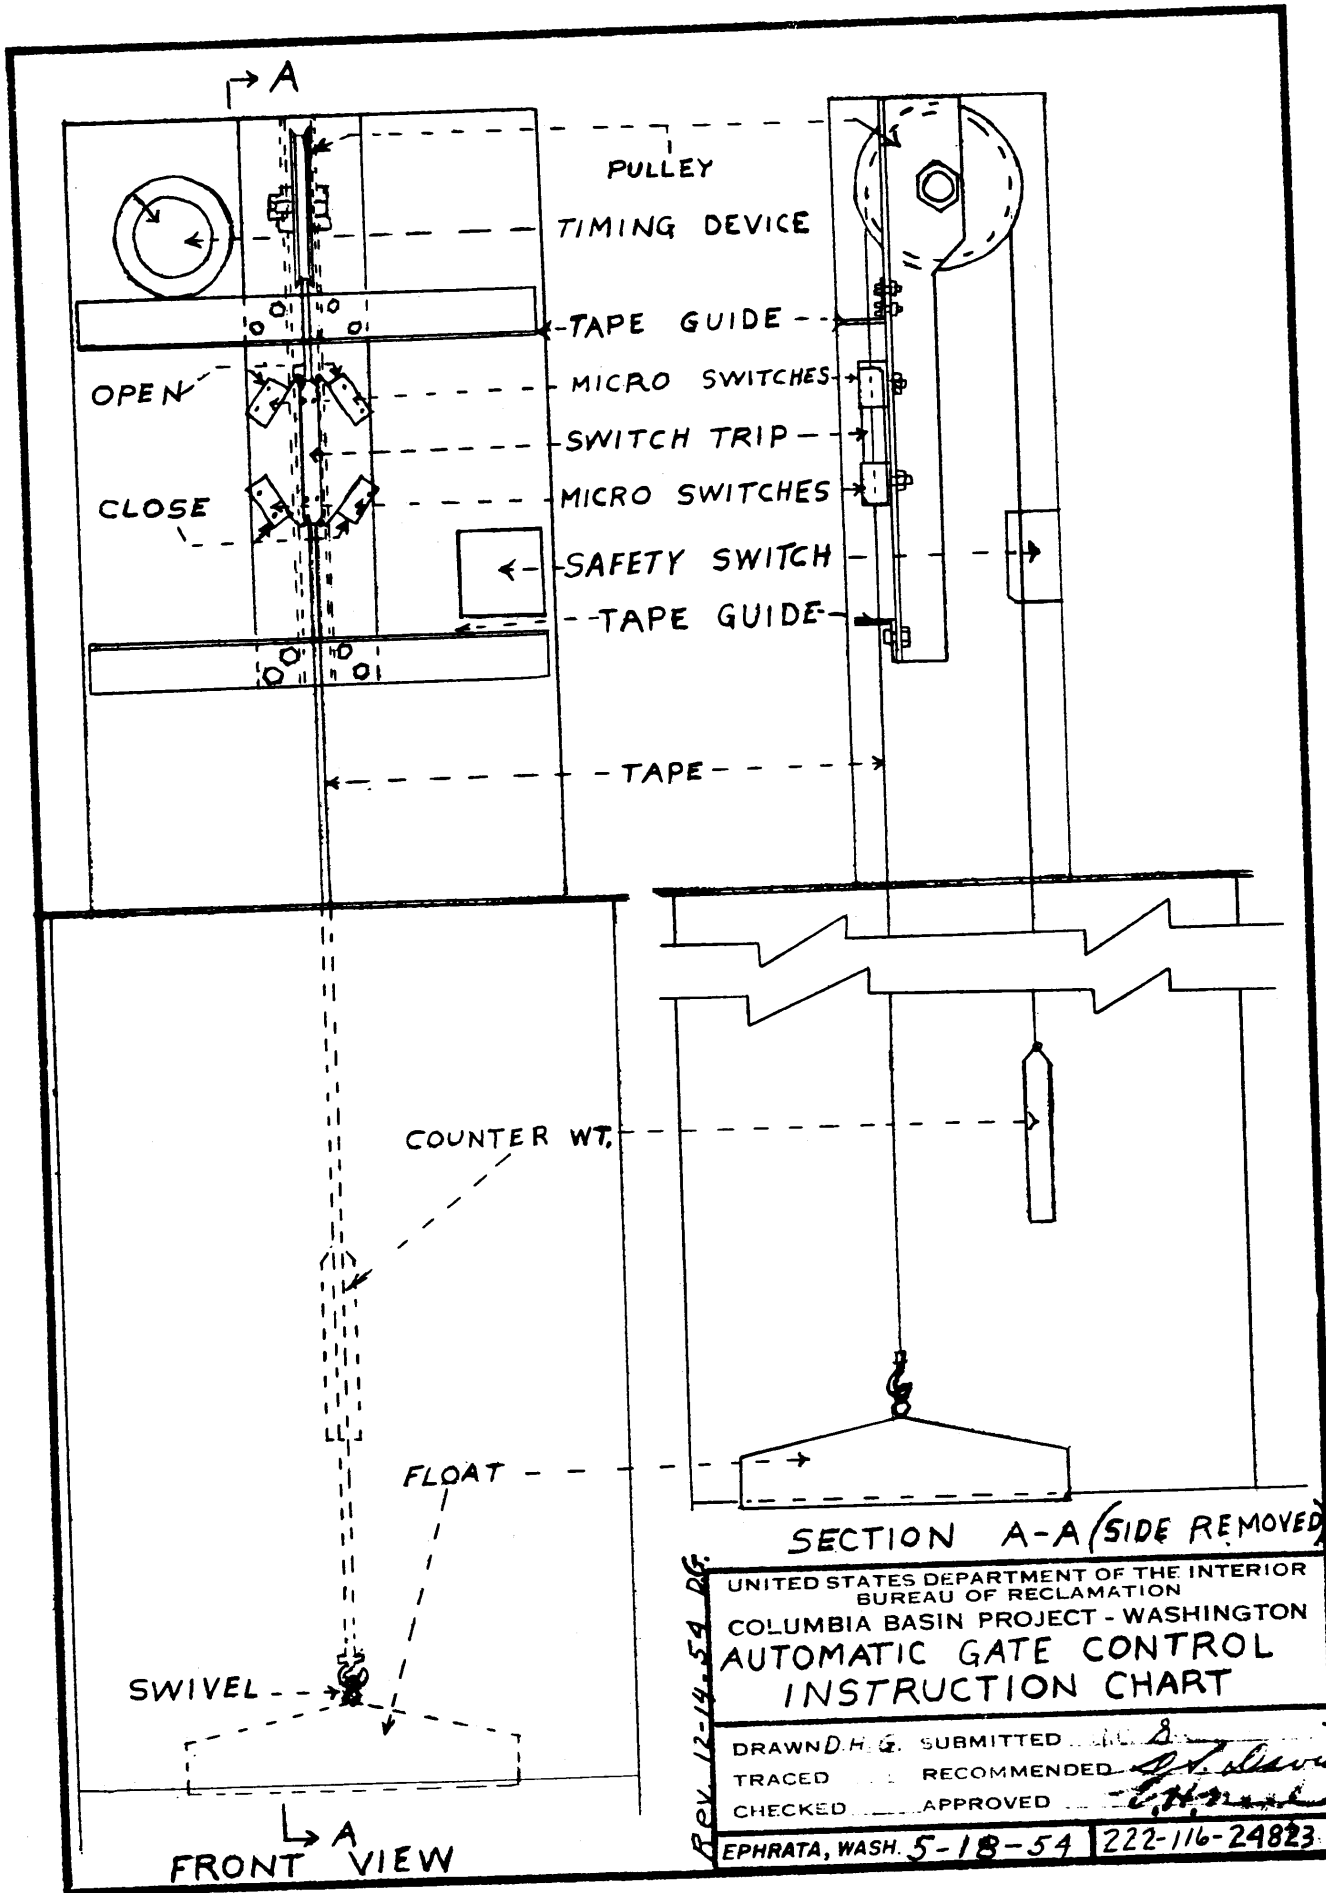 A
PULLEY
TIMING DEVICE
TAPE GUIDE
OPEN
MICRO SWITCHES
SWITCH TRIP
CLOSE
MICRO SWITCHES
SAFETY SWITCH
TAPE GUIDE
TAPE
COUNTER WT.
FLOAT
SWIVEL
A
FRONT VIEW
SECTION A-A (SIDE REMOVED)
Rev. 12-14-54 D.G.
UNITED STATES DEPARTMENT OF THE INTERIOR
BUREAU OF RECLAMATION
COLUMBIA BASIN PROJECT - WASHINGTON
AUTOMATIC GATE CONTROL
INSTRUCTION CHART
DRAWN D.H.G. SUBMITTED
TRACED RECOMMENDED
CHECKED APPROVED
EPHRATA, WASH. 5-18-54 222-116-24823